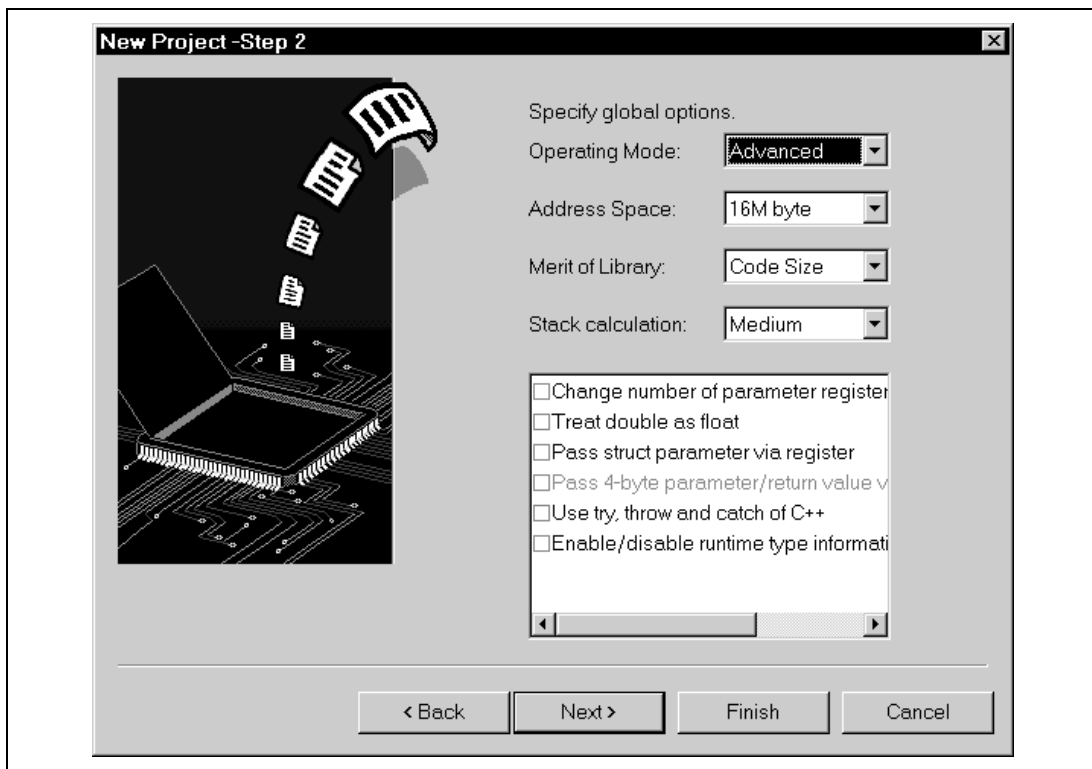 New Project -Step 2
Specify global options.
Operating Mode: Advanced
Address Space: 16M byte
Merit of Library: Code Size
Stack calculation: Medium
Change number of parameter register
Treat double as float
Pass struct parameter via register
Pass 4-byte parameter/return value v
Use try, throw and catch of C++
Enable/disable runtime type informati
< Back Next > Finish Cancel